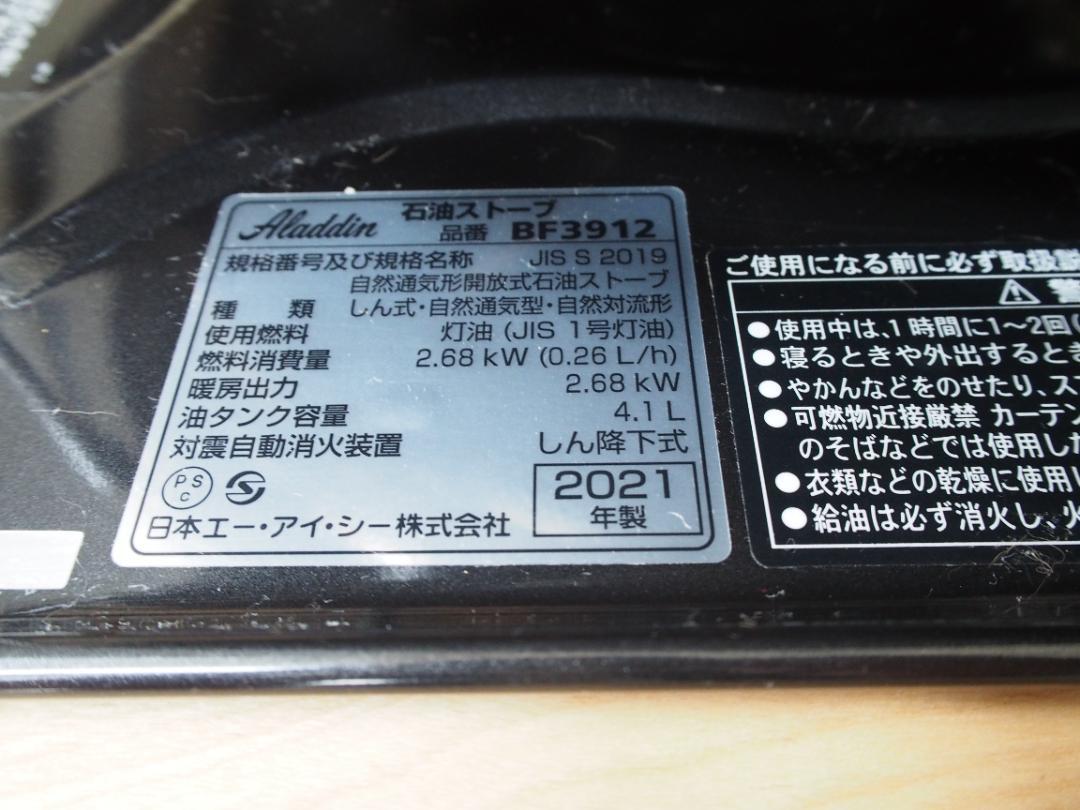 Aladdin 石油ストーブ
品番 BF3912
規格番号及び規格名称 JIS S 2019
自然通気形開放式石油ストーブ
種類 しん式・自然通気型・自然対流形
使用燃料 灯油 (JIS 1号灯油)
燃料消費量 2.68 kW (0.26 L/h)
暖房出力 2.68 kW
油タンク容量 4.1 L
対震自動消火装置 しん降下式
PS
C
2021
年製
日本エー・アイ・シー株式会社
ご使用になる前に必ず取扱
●使用中は、1時間に1〜2回(
●寝るときや外出するとき
●やかんなどをのせたり、ス
●可燃物近接厳禁 カーテン
のそばなどでは使用した
●衣類などの乾燥に使用し
●給油は必ず消火し、火